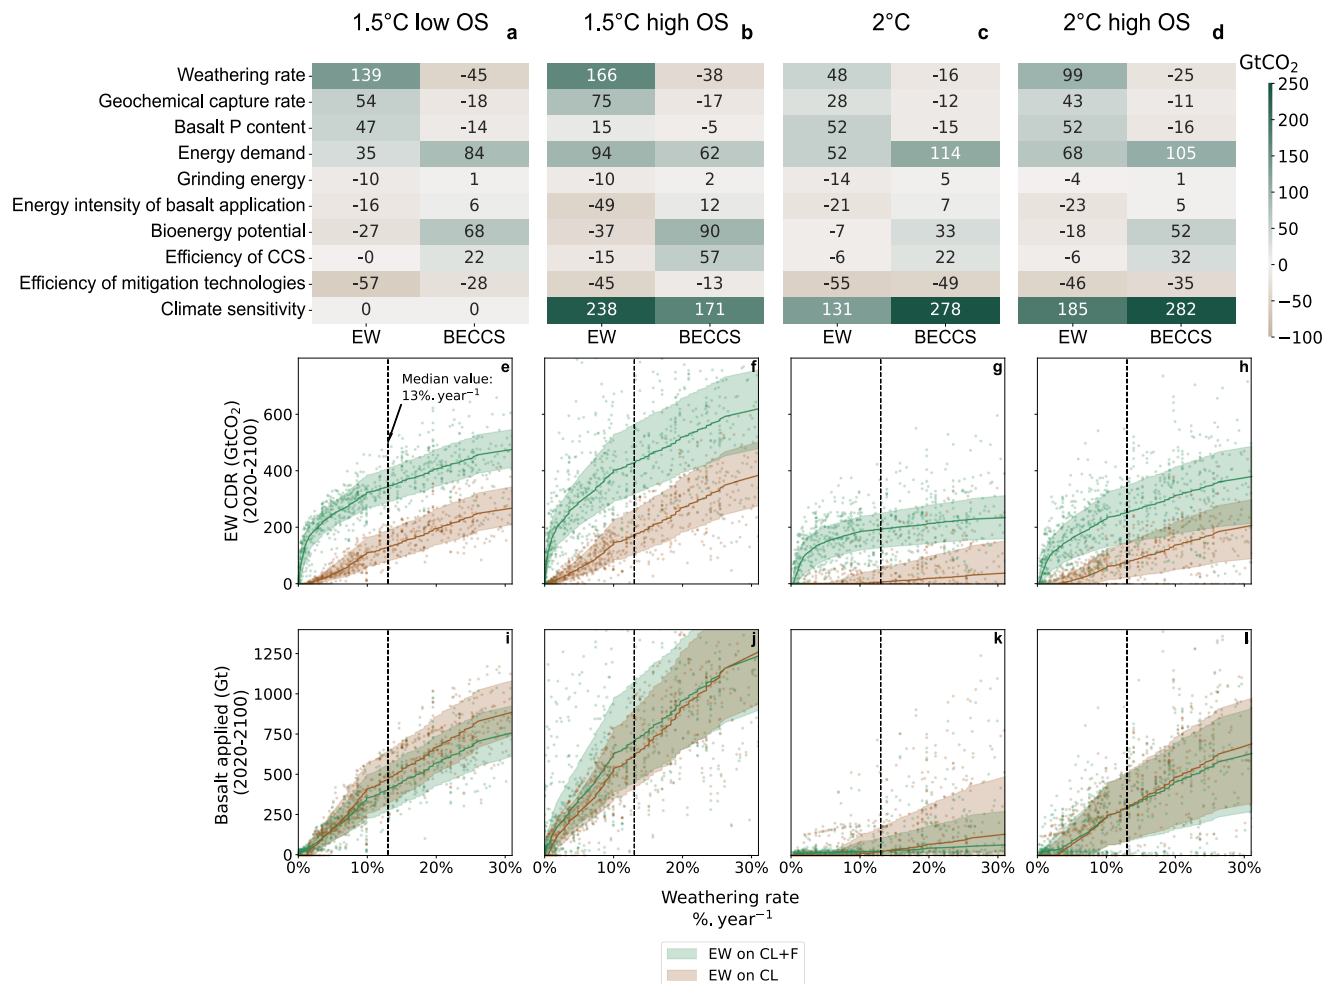 1.5°C low OS a 1.5°C high OS b 2°C c 2°C high OS d
GtCO₂
Weathering rate 139 -45 166 -38 48 -16 99 -25
Geochemical capture rate 54 -18 75 -17 28 -12 43 -11
Basalt P content 47 -14 15 -5 52 -15 52 -16
Energy demand 35 84 94 62 52 114 68 105
Grinding energy -10 1 -10 2 -14 5 -4 1
Energy intensity of basalt application -16 6 -49 12 -21 7 -23 5
Bioenergy potential -27 68 -37 90 -7 33 -18 52
Efficiency of CCS -0 22 -15 57 -6 22 -6 32
Efficiency of mitigation technologies -57 -28 -45 -13 -55 -49 -46 -35
Climate sensitivity 0 0 238 171 131 278 185 282
EW BECCS EW BECCS EW BECCS EW BECCS
250
200
150
100
50
0
−50
−100
e f g h
Median value:
13%.year⁻¹
EW CDR (GtCO₂)
(2020-2100)
600
400
200
0
i j k l
Basalt applied (Gt)
(2020-2100)
1250
1000
750
500
250
0
0% 10% 20% 30% 0% 10% 20% 30% 0% 10% 20% 30% 0% 10% 20% 30%
Weathering rate
%.year⁻¹
EW on CL+F
EW on CL